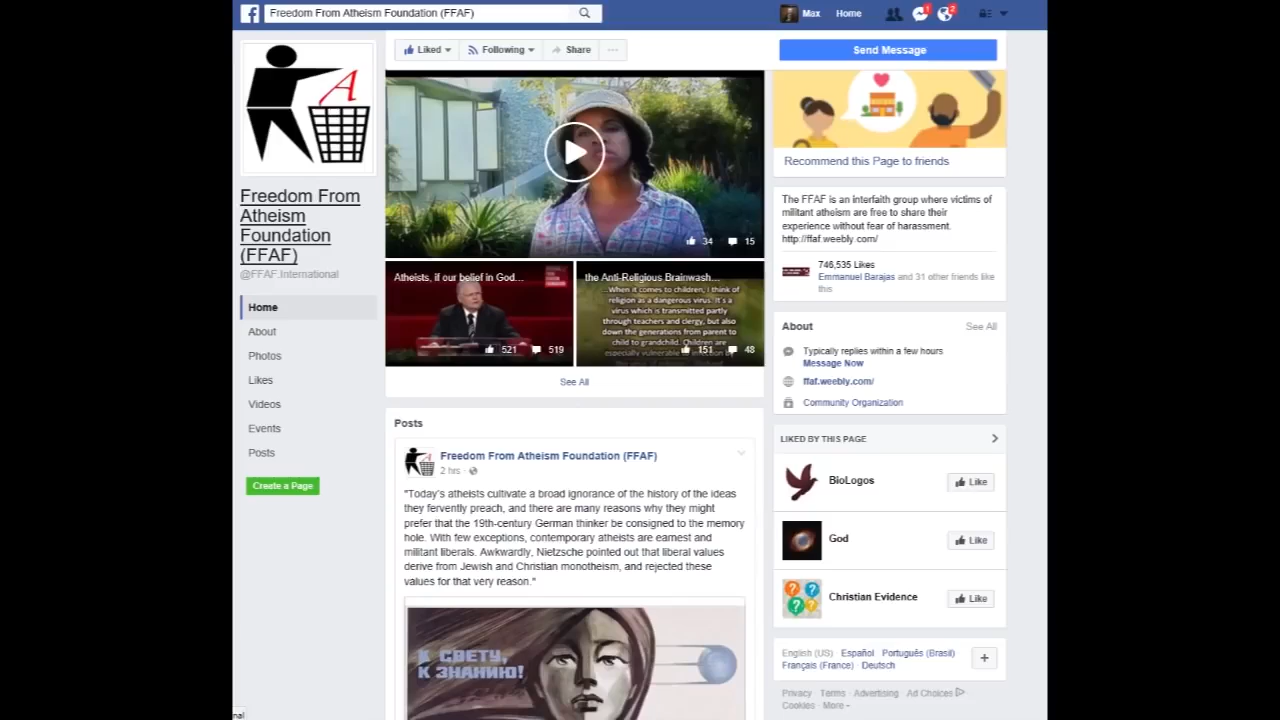 Freedom From Atheism Foundation (FFAF)
Max Home
1
2
Liked Following Share ...
Send Message
A
Freedom From
Atheism
Foundation
(FFAF)
@FFAF.International
Home
About
Photos
Likes
Videos
Events
Posts
Create a Page
34 15
Atheists, if our belief in God...
521 519
the Anti-Religious Brainwash...
...When it comes to children, I think of
religion as a dangerous virus. It's a
virus which is transmitted partly
through teachers and clergy, but also
down the generations from parent to
child to grandchild. Children are
especially vulnerable
151 48
See All
Posts
Freedom From Atheism Foundation (FFAF)
2 hrs ·
"Today's atheists cultivate a broad ignorance of the history of the ideas
they fervently preach, and there are many reasons why they might
prefer that the 19th-century German thinker be consigned to the memory
hole. With few exceptions, contemporary atheists are earnest and
militant liberals. Awkwardly, Nietzsche pointed out that liberal values
derive from Jewish and Christian monotheism, and rejected these
values for that very reason."
К СВЕТУ,
К ЗНАНИЮ!
Recommend this Page to friends
The FFAF is an interfaith group where victims of
militant atheism are free to share their
experience without fear of harassment.
http://ffaf.weebly.com/
746,535 Likes
Emmanuel Barajas and 31 other friends like
this
About See All
Typically replies within a few hours
Message Now
ffaf.weebly.com/
Community Organization
LIKED BY THIS PAGE
BioLogos Like
God Like
Christian Evidence Like
English (US) · Español · Português (Brasil) ·
Français (France) · Deutsch
+
Privacy · Terms · Advertising · Ad Choices ·
Cookies · More
nal